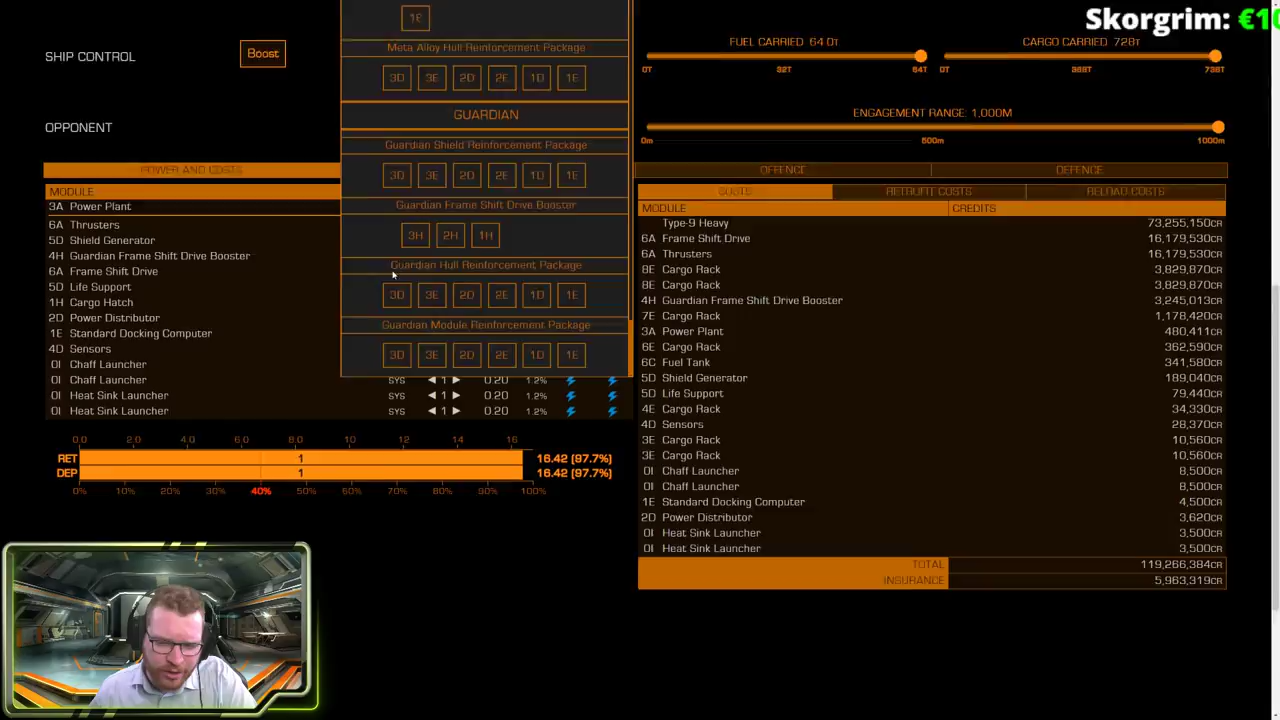 Skorgrim: €10
SHIP CONTROL
Boost
OPPONENT
1E
Meta Alloy Hull Reinforcement Package
3D 3E 2D 2E 1D 1E
GUARDIAN
Guardian Shield Reinforcement Package
3D 3E 2D 2E 1D 1E
Guardian Frame Shift Drive Booster
3H 2H 1H
Guardian Hull Reinforcement Package
3D 3E 2D 2E 1D 1E
Guardian Module Reinforcement Package
3D 3E 2D 2E 1D 1E
FUEL CARRIED 64.0T
0T 32T 64T
CARGO CARRIED 728T
0T 368T 736T
ENGAGEMENT RANGE: 1,000M
0m 500m 1000m
POWER AND COSTS
MODULE
3A Power Plant
6A Thrusters
5D Shield Generator
4H Guardian Frame Shift Drive Booster
6A Frame Shift Drive
5D Life Support
1H Cargo Hatch
2D Power Distributor
1E Standard Docking Computer
4D Sensors
0I Chaff Launcher
0I Chaff Launcher SYS 1 0.20 1.2%
0I Heat Sink Launcher SYS 1 0.20 1.2%
0I Heat Sink Launcher SYS 1 0.20 1.2%
0.0 2.0 4.0 6.0 8.0 10 12 14 16
RET 1 16.42 (97.7%)
DEP 1 16.42 (97.7%)
0% 10% 20% 30% 40% 50% 60% 70% 80% 90% 100%
OFFENCE DEFENCE
COSTS RETROFIT COSTS RELOAD COSTS
MODULE CREDITS
Type-9 Heavy 73,255,150CR
6A Frame Shift Drive 16,179,530CR
6A Thrusters 16,179,530CR
8E Cargo Rack 3,829,870CR
8E Cargo Rack 3,829,870CR
4H Guardian Frame Shift Drive Booster 3,245,013CR
7E Cargo Rack 1,178,420CR
3A Power Plant 480,411CR
6E Cargo Rack 362,590CR
6C Fuel Tank 341,580CR
5D Shield Generator 189,040CR
5D Life Support 79,440CR
4E Cargo Rack 34,330CR
4D Sensors 28,370CR
3E Cargo Rack 10,560CR
3E Cargo Rack 10,560CR
0I Chaff Launcher 8,500CR
0I Chaff Launcher 8,500CR
1E Standard Docking Computer 4,500CR
2D Power Distributor 3,620CR
0I Heat Sink Launcher 3,500CR
0I Heat Sink Launcher 3,500CR
TOTAL 119,266,384CR
INSURANCE 5,963,319CR